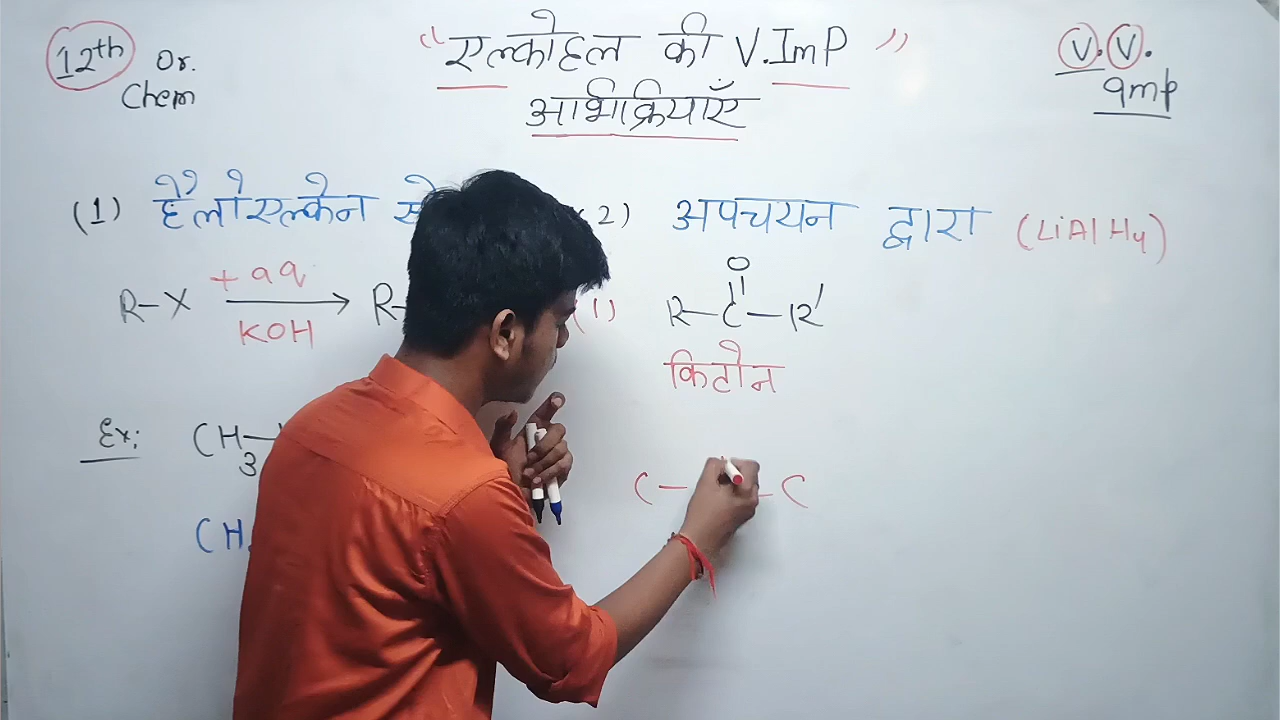 12th Or.
Chem
"एल्कोहल की V.Imp"
अभिक्रियाएँ
V.V.
Imp
(1) हैलोएल्केन से
R-X +aq KOH → R-
Ex: CH3-
CH
2) अपचयन द्वारा (LiAlH4)
(1) R-C-R'
O
किटोन
C- -C